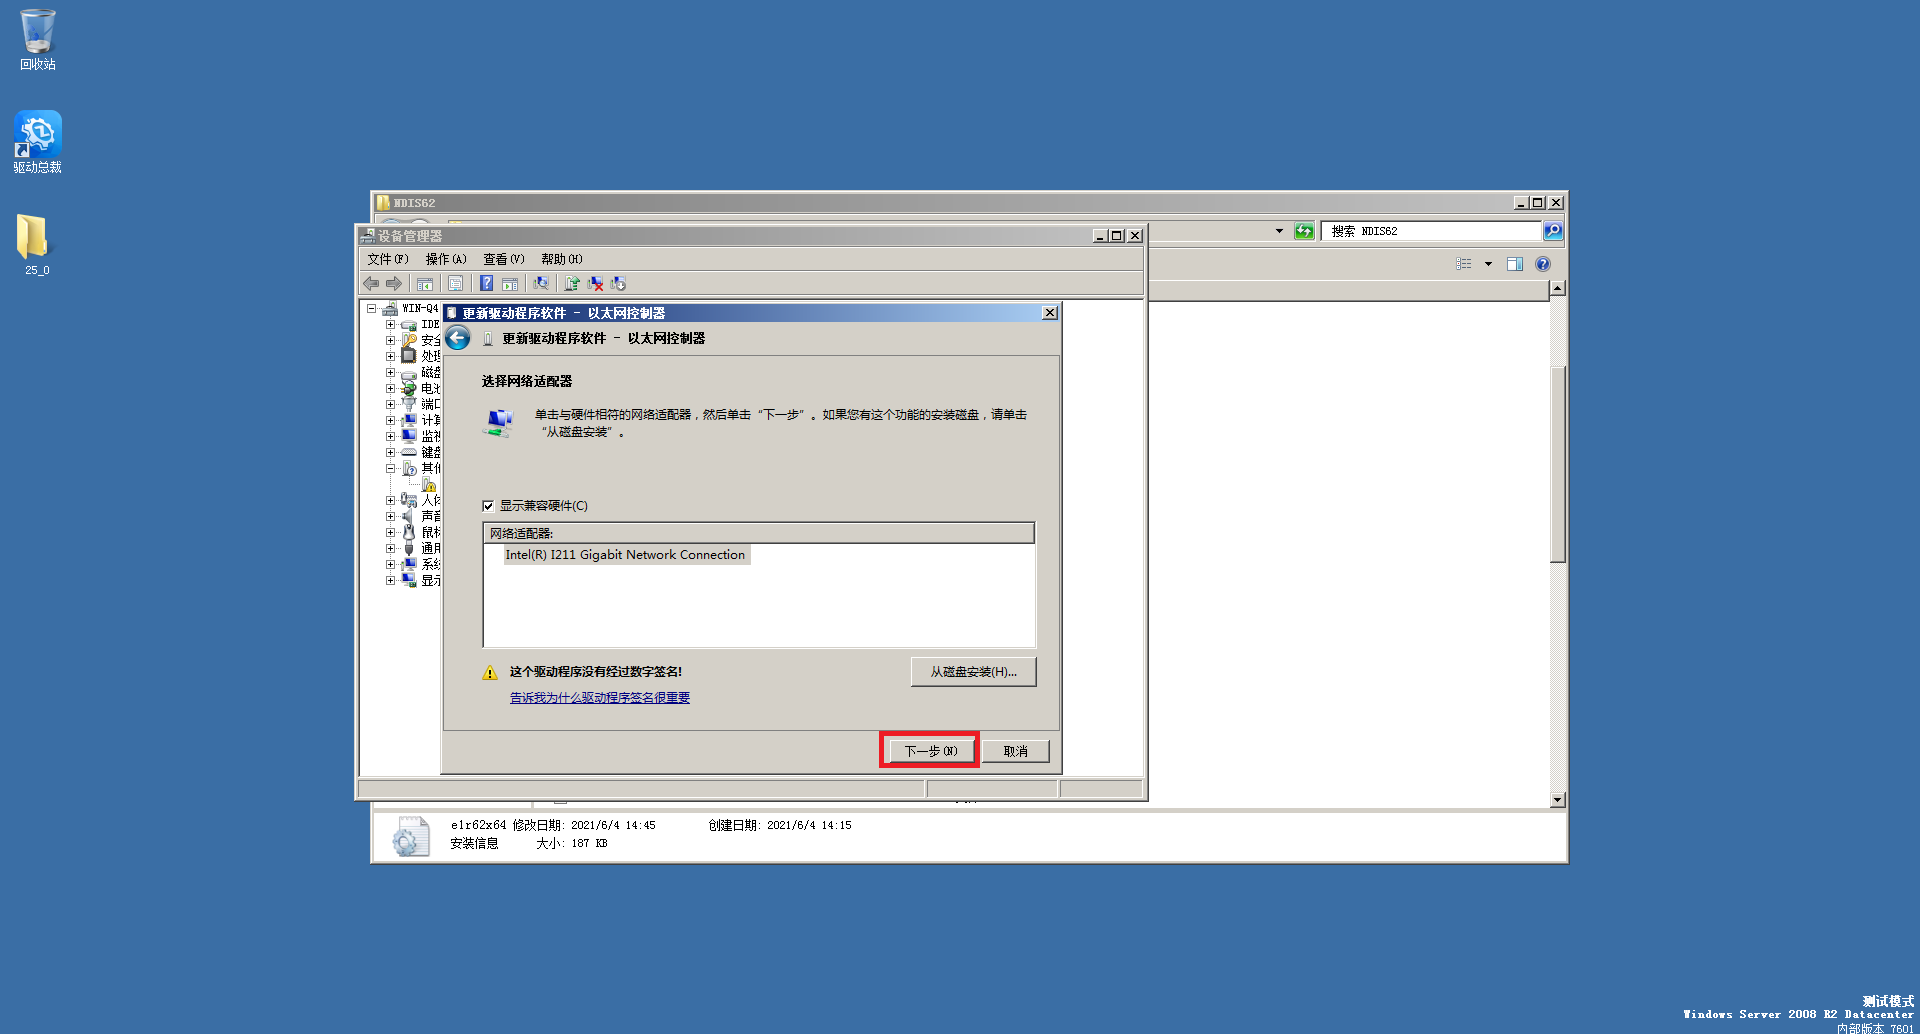 回收站
驱动总裁
25_0
NDIS62
搜索 NDIS62
设备管理器
文件(F) 操作(A) 查看(V) 帮助(H)
WIN-Q4
IDE
安全
处理
磁盘
电池
端口
计算
监视
键盘
其他
人体
声音
鼠标
通用
系统
显示
更新驱动程序软件 - 以太网控制器
更新驱动程序软件 - 以太网控制器
选择网络适配器
单击与硬件相符的网络适配器，然后单击“下一步”。如果您有这个功能的安装磁盘，请单击
“从磁盘安装”。
显示兼容硬件(C)
网络适配器:
Intel(R) I211 Gigabit Network Connection
这个驱动程序没有经过数字签名!
从磁盘安装(H)...
告诉我为什么驱动程序签名很重要
下一步(N) 取消
e1r62x64 修改日期: 2021/6/4 14:45 创建日期: 2021/6/4 14:15
安装信息 大小: 187 KB
测试模式
Windows Server 2008 R2 Datacenter
内部版本 7601